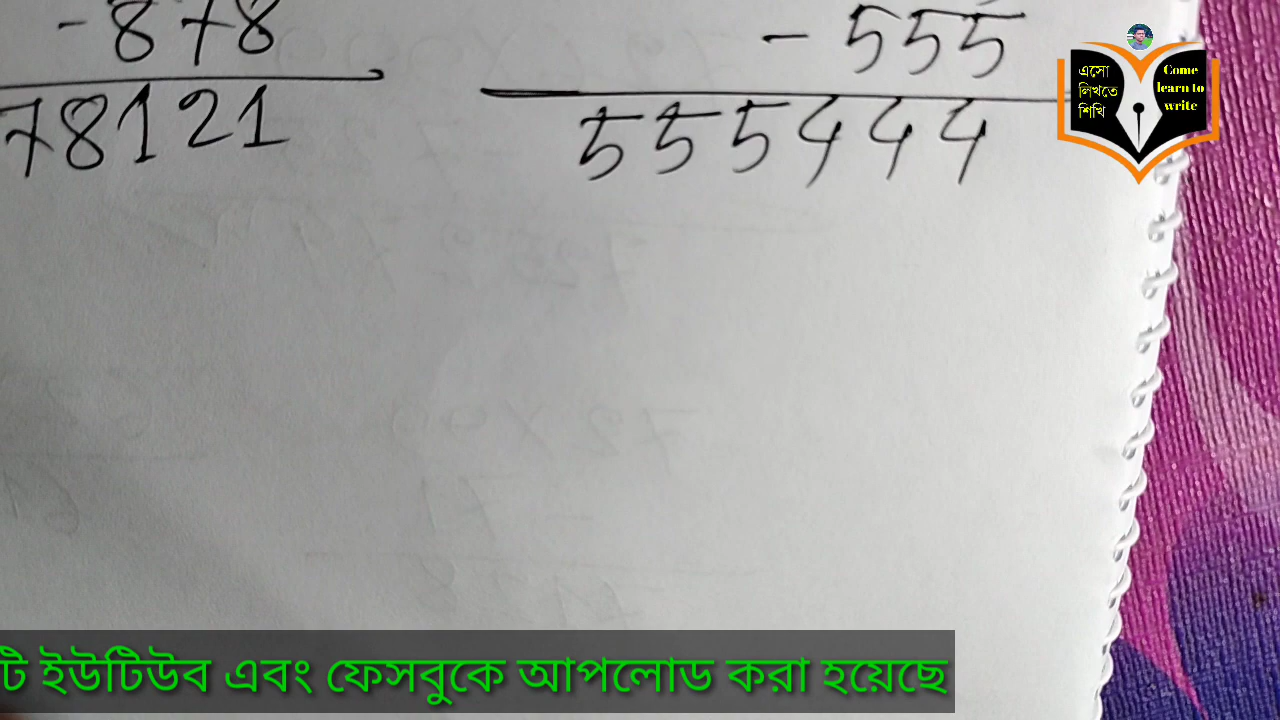 - 878
78121
- 555
555444
এসো
লিখতে
শিখি
Come
learn to
write
টি ইউটিউব এবং ফেসবুকে আপলোড করা হয়েছে